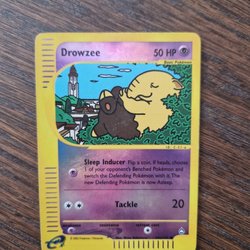 Drowzee
50 HP
Basic Pokémon
Sleep Inducer Flip a coin. If heads, choose
1 of your opponent's Benched Pokémon and
switch the Defending Pokémon with it. The
new Defending Pokémon is now Asleep.
Tackle 20
e